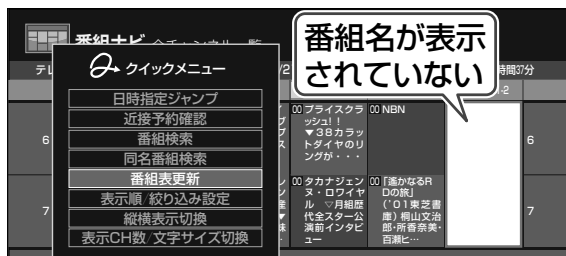 番組名が表示
されていない
番組ナビ
テレ
クイックメニュー
時間37分
-2
日時指定ジャンプ
近接予約確認
番組検索
同名番組検索
番組表更新
表示順/絞り込み設定
縦横表示切換
表示CH数/文字サイズ切換
6
00 プライスクラ
ッシュ!!
▼38カラッ
トダイヤのリ
ングが・・・
00 NBN
6
7
00 タカナジェン
ヌ・ロワイヤ
ル ▽月組歴
代全スター公
演前インタビ
ュー
00 「遙かなるR
Dの旅」
('01東芝書
庫) 桐山文治
郎・所香奈美・
百瀬ヒ…
7